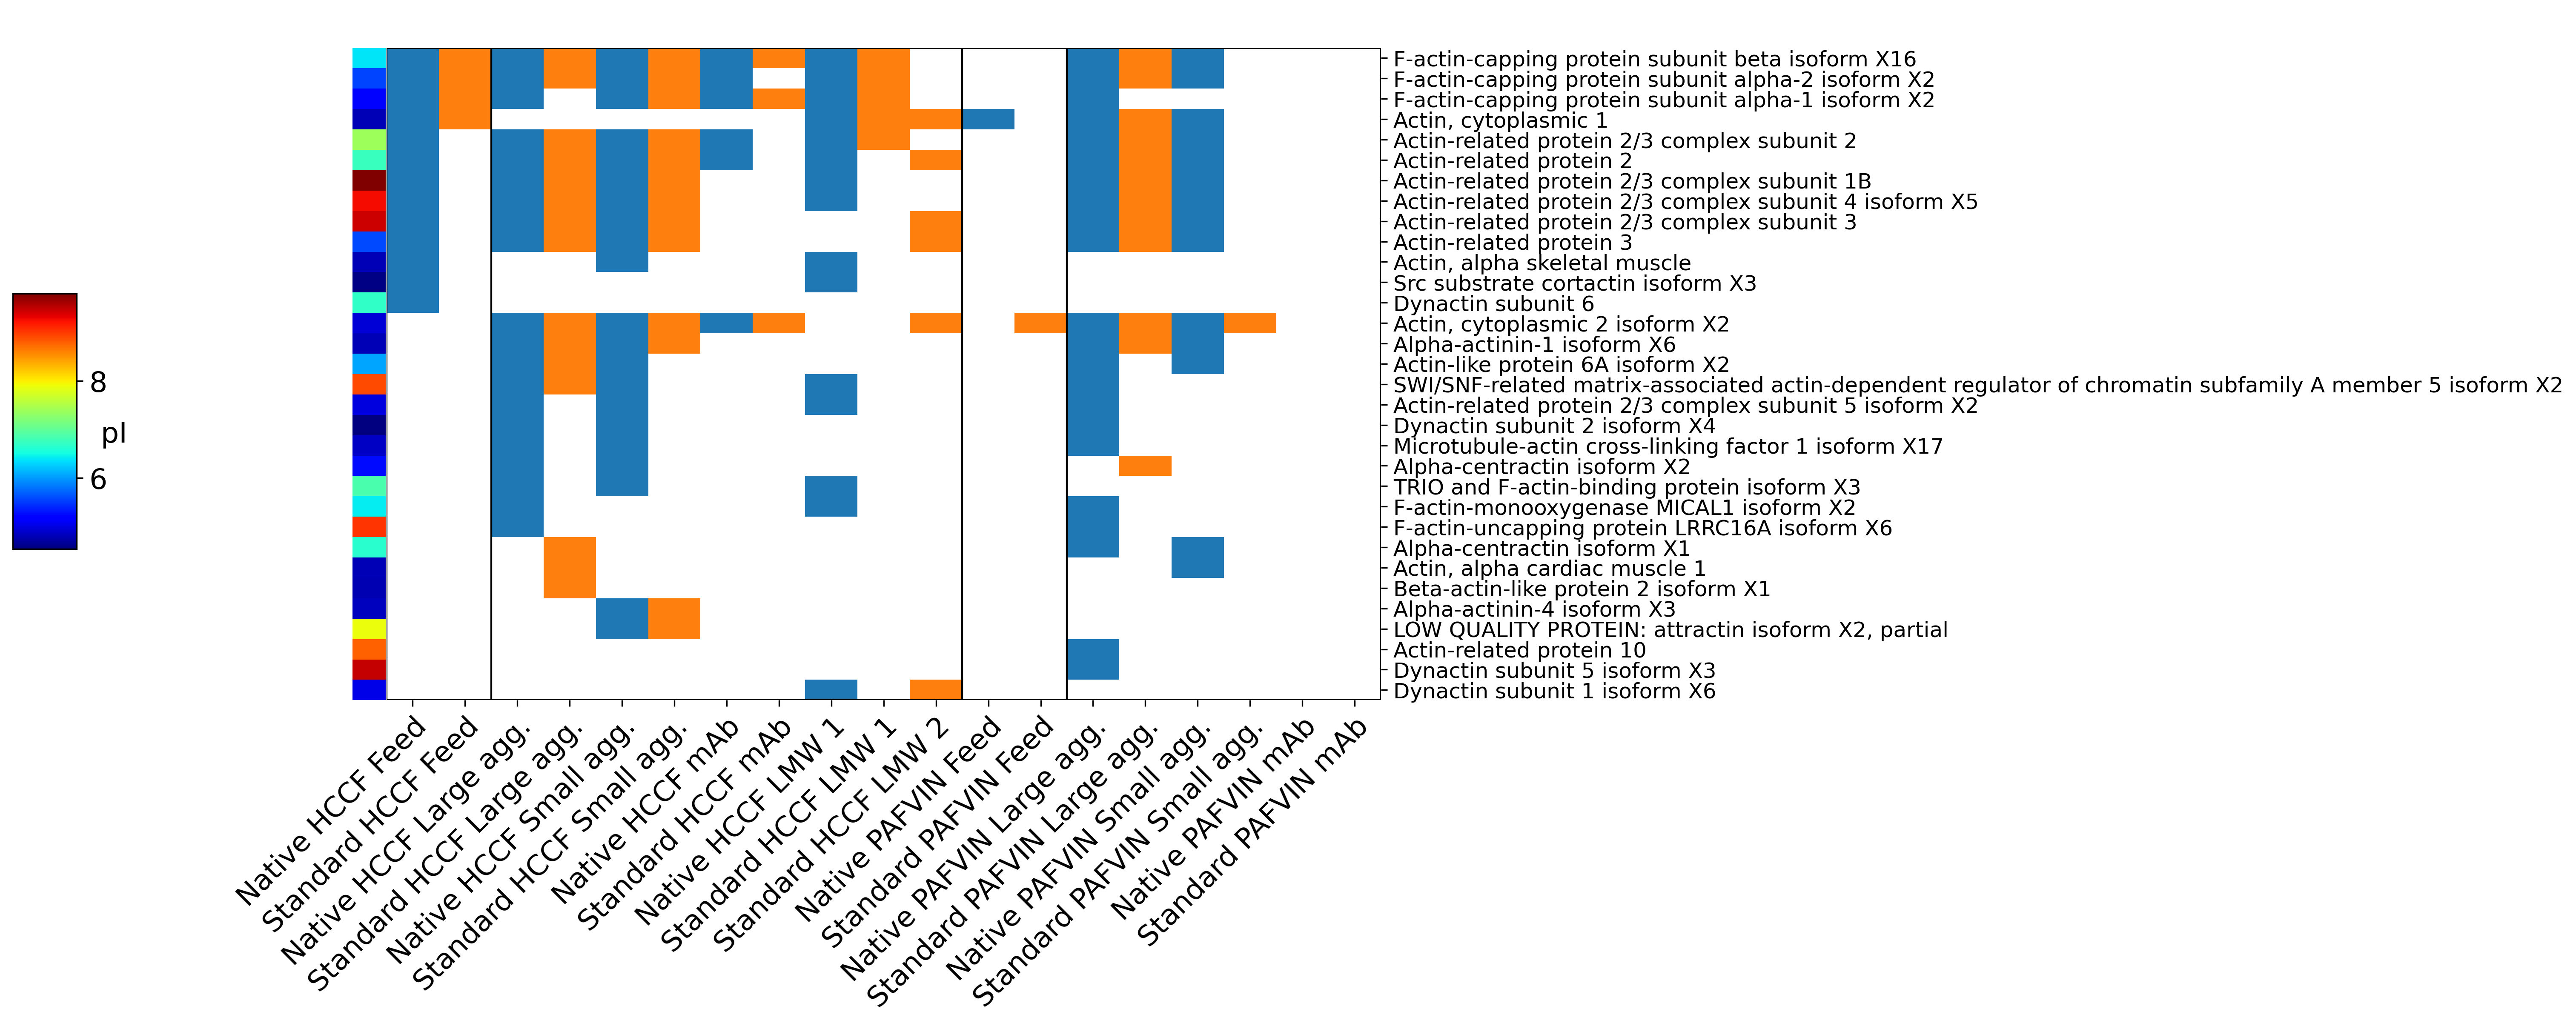 F-actin-capping protein subunit beta isoform X16
F-actin-capping protein subunit alpha-2 isoform X2
F-actin-capping protein subunit alpha-1 isoform X2
Actin, cytoplasmic 1
Actin-related protein 2/3 complex subunit 2
Actin-related protein 2
Actin-related protein 2/3 complex subunit 1B
Actin-related protein 2/3 complex subunit 4 isoform X5
Actin-related protein 2/3 complex subunit 3
Actin-related protein 3
Actin, alpha skeletal muscle
Src substrate cortactin isoform X3
Dynactin subunit 6
Actin, cytoplasmic 2 isoform X2
Alpha-actinin-1 isoform X6
Actin-like protein 6A isoform X2
SWI/SNF-related matrix-associated actin-dependent regulator of chromatin subfamily A member 5 isoform X2
Actin-related protein 2/3 complex subunit 5 isoform X2
Dynactin subunit 2 isoform X4
Microtubule-actin cross-linking factor 1 isoform X17
Alpha-centractin isoform X2
TRIO and F-actin-binding protein isoform X3
F-actin-monooxygenase MICAL1 isoform X2
F-actin-uncapping protein LRRC16A isoform X6
Alpha-centractin isoform X1
Actin, alpha cardiac muscle 1
Beta-actin-like protein 2 isoform X1
Alpha-actinin-4 isoform X3
LOW QUALITY PROTEIN: attractin isoform X2, partial
Actin-related protein 10
Dynactin subunit 5 isoform X3
Dynactin subunit 1 isoform X6
8
pI
6
Native HCCF Feed
Standard HCCF Feed
Native HCCF Large agg.
Standard HCCF Large agg.
Native HCCF Small agg.
Standard HCCF Small agg.
Native HCCF mAb
Standard HCCF mAb
Native HCCF LMW 1
Standard HCCF LMW 1
Standard HCCF LMW 2
Native PAFVIN Feed
Standard PAFVIN Feed
Native PAFVIN Large agg.
Standard PAFVIN Large agg.
Native PAFVIN Small agg.
Standard PAFVIN Small agg.
Native PAFVIN mAb
Standard PAFVIN mAb